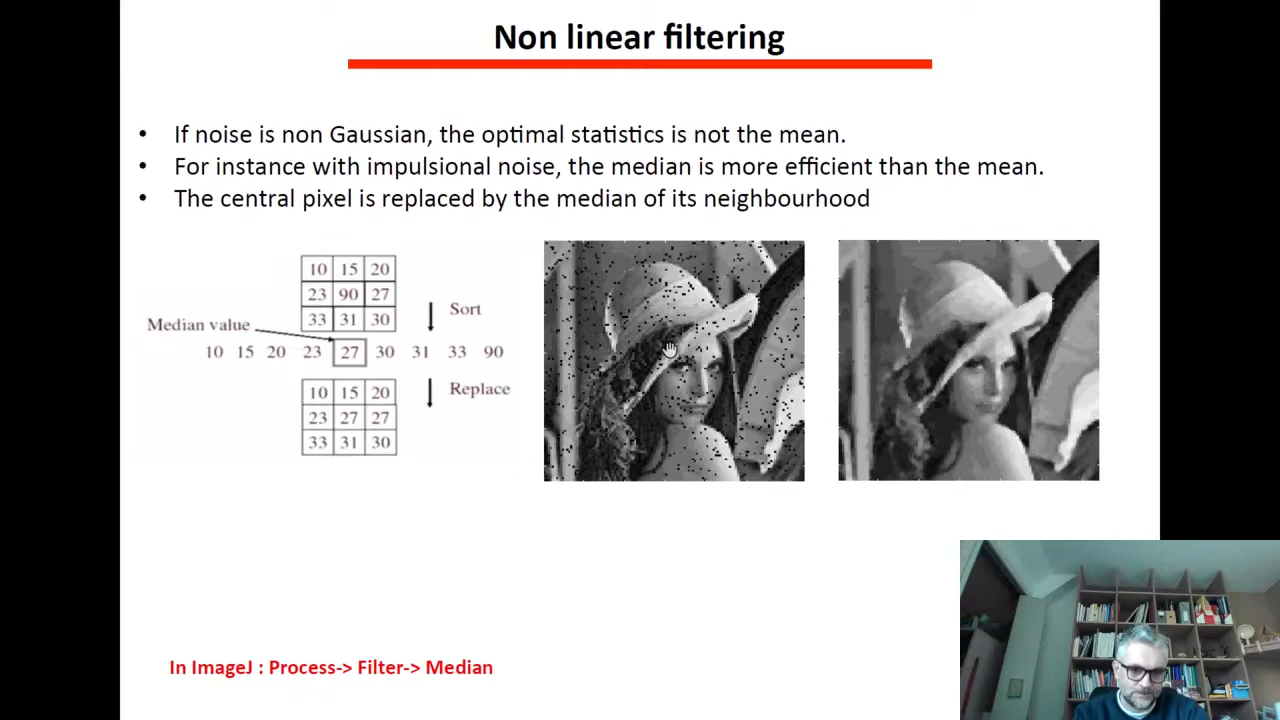 Non linear filtering
• If noise is non Gaussian, the optimal statistics is not the mean.
• For instance with impulsional noise, the median is more efficient than the mean.
• The central pixel is replaced by the median of its neighbourhood
10 15 20
23 90 27
33 31 30
Sort
Median value
10 15 20 23 27 30 31 33 90
Replace
10 15 20
23 27 27
33 31 30
In ImageJ : Process-> Filter-> Median